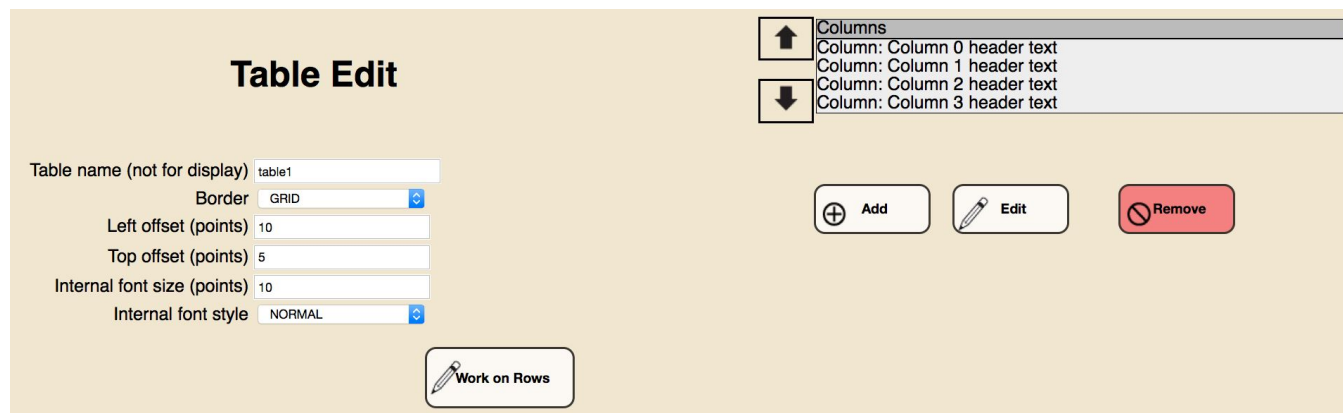 Table Edit
Table name (not for display) table1
Border GRID
Left offset (points) 10
Top offset (points) 5
Internal font size (points) 10
Internal font style NORMAL
Work on Rows
Columns
Column: Column 0 header text
Column: Column 1 header text
Column: Column 2 header text
Column: Column 3 header text
Add Edit Remove